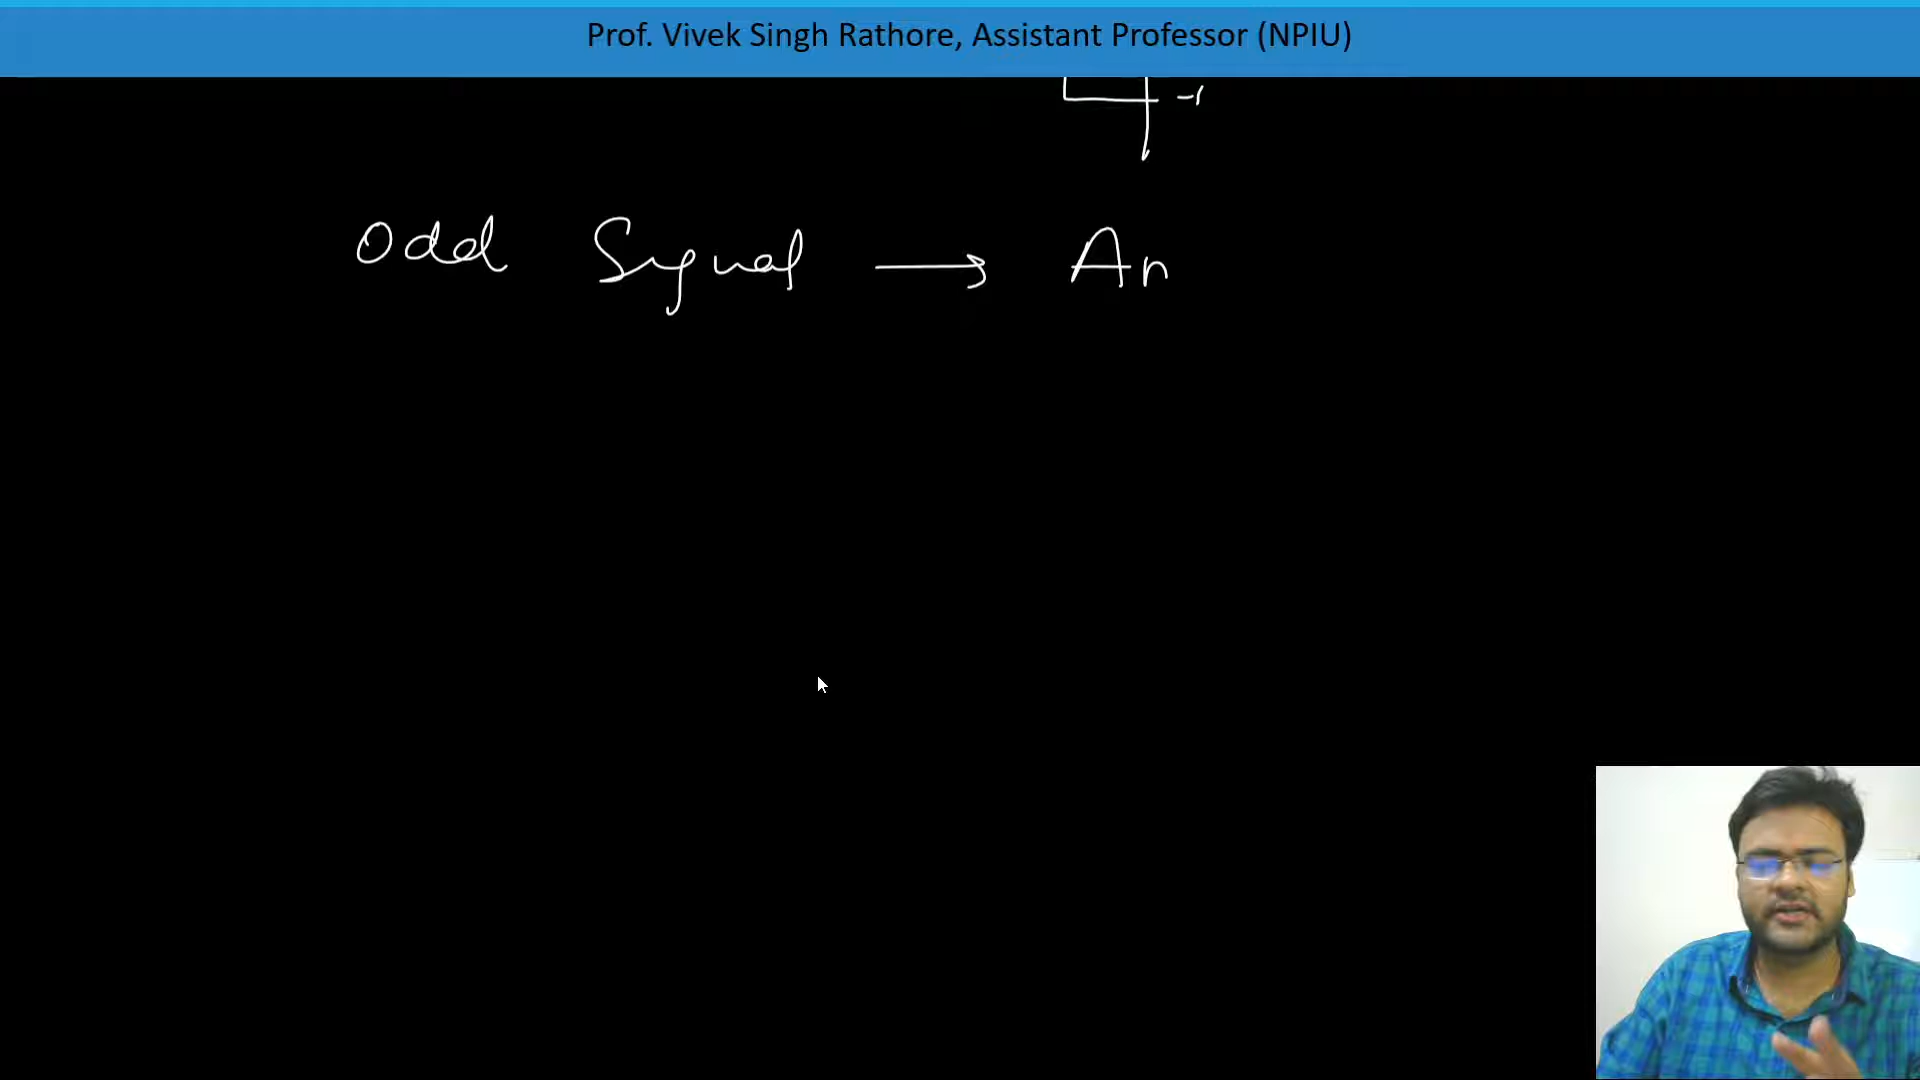 Prof. Vivek Singh Rathore, Assistant Professor (NPIU)
-1
Odd Signal → An